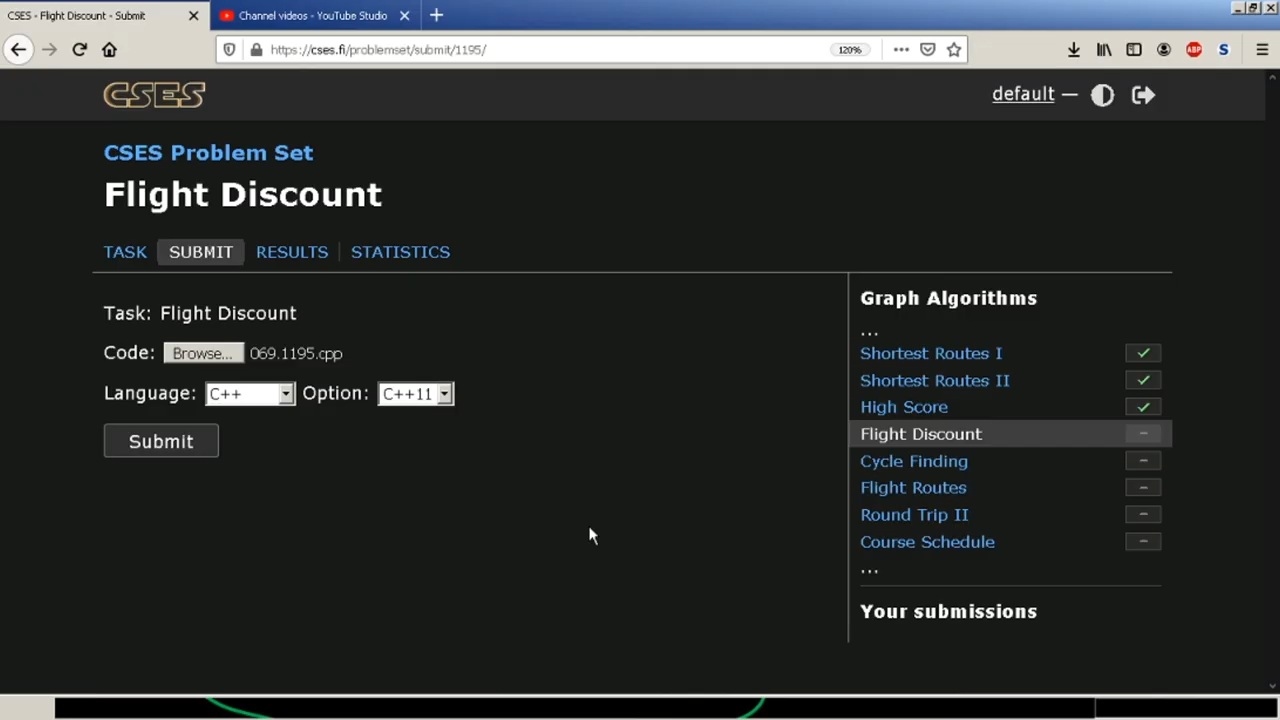 CSES - Flight Discount - Submit
Channel videos - YouTube Studio
https://cses.fi/problemset/submit/1195/
120%
ABP
S
CSES
default —
CSES Problem Set
Flight Discount
TASK SUBMIT RESULTS STATISTICS
Task: Flight Discount
Code: Browse... 069.1195.cpp
Language: C++ Option: C++11
Submit
Graph Algorithms
...
Shortest Routes I
Shortest Routes II
High Score
Flight Discount –
Cycle Finding –
Flight Routes –
Round Trip II –
Course Schedule –
...
Your submissions